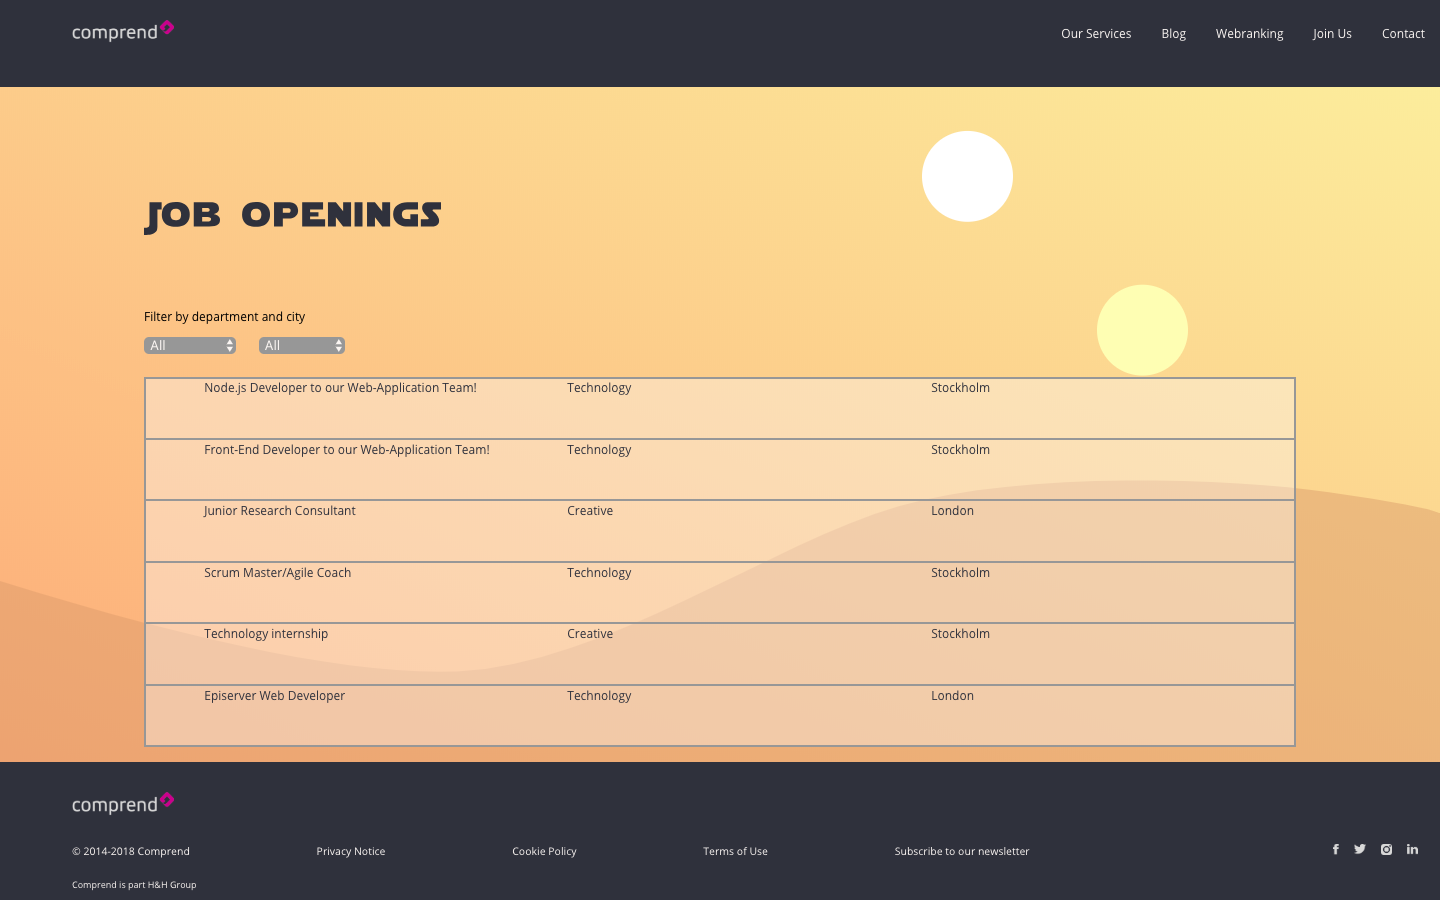 comprend
Our Services Blog Webranking Join Us Contact
JOB OPENINGS
Filter by department and city
All All
Node.js Developer to our Web-Application Team! Technology Stockholm
Front-End Developer to our Web-Application Team! Technology Stockholm
Junior Research Consultant Creative London
Scrum Master/Agile Coach Technology Stockholm
Technology internship Creative Stockholm
Episerver Web Developer Technology London
comprend
© 2014-2018 Comprend Privacy Notice Cookie Policy Terms of Use Subscribe to our newsletter
Comprend is part H&H Group